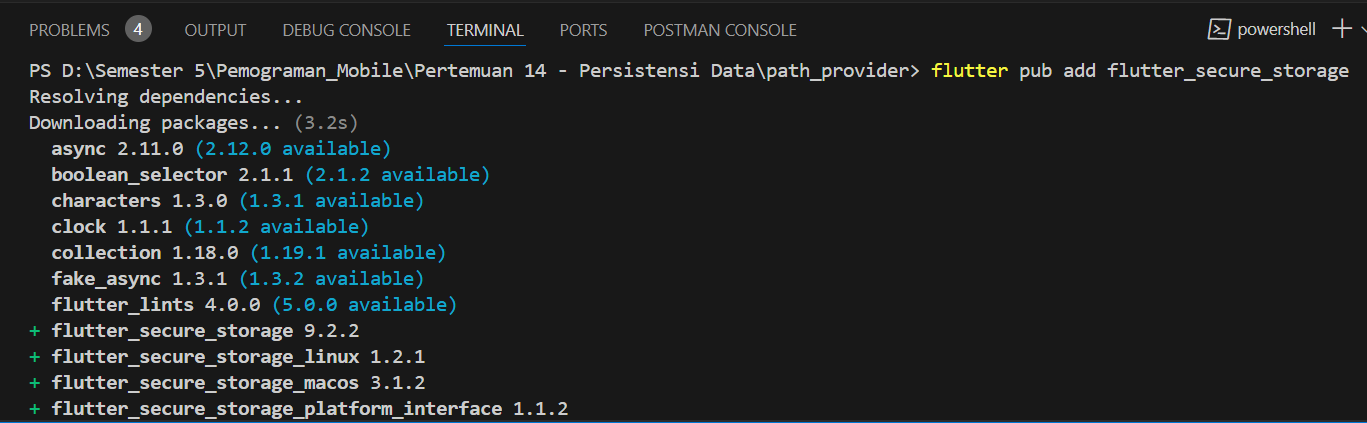 PROBLEMS 4 OUTPUT DEBUG CONSOLE TERMINAL PORTS POSTMAN CONSOLE powershell
PS D:\Semester 5\Pemograman_Mobile\Pertemuan 14 - Persistensi Data\path_provider> flutter pub add flutter_secure_storage
Resolving dependencies...
Downloading packages... (3.2s)
async 2.11.0 (2.12.0 available)
boolean_selector 2.1.1 (2.1.2 available)
characters 1.3.0 (1.3.1 available)
clock 1.1.1 (1.1.2 available)
collection 1.18.0 (1.19.1 available)
fake_async 1.3.1 (1.3.2 available)
flutter_lints 4.0.0 (5.0.0 available)
+ flutter_secure_storage 9.2.2
+ flutter_secure_storage_linux 1.2.1
+ flutter_secure_storage_macos 3.1.2
+ flutter_secure_storage_platform_interface 1.1.2